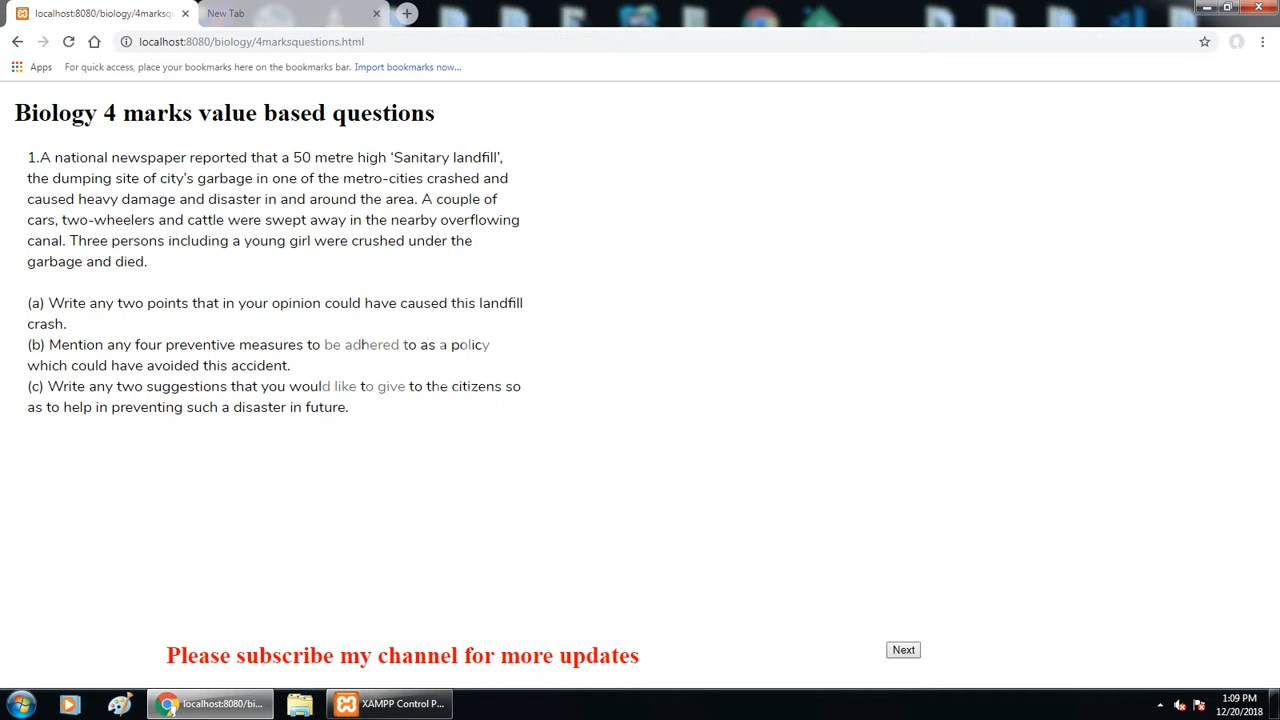 localhost:8080/biology/4marksqu
New Tab
localhost:8080/biology/4marksquestions.html
Apps For quick access, place your bookmarks here on the bookmarks bar. Import bookmarks now...
Biology 4 marks value based questions
1.A national newspaper reported that a 50 metre high ‘Sanitary landfill’,
the dumping site of city’s garbage in one of the metro-cities crashed and
caused heavy damage and disaster in and around the area. A couple of
cars, two-wheelers and cattle were swept away in the nearby overflowing
canal. Three persons including a young girl were crushed under the
garbage and died.
(a) Write any two points that in your opinion could have caused this landfill
crash.
(b) Mention any four preventive measures to be adhered to as a policy
which could have avoided this accident.
(c) Write any two suggestions that you would like to give to the citizens so
as to help in preventing such a disaster in future.
Please subscribe my channel for more updates
Next
localhost:8080/bi...
XAMPP Control P...
1:09 PM
12/20/2018